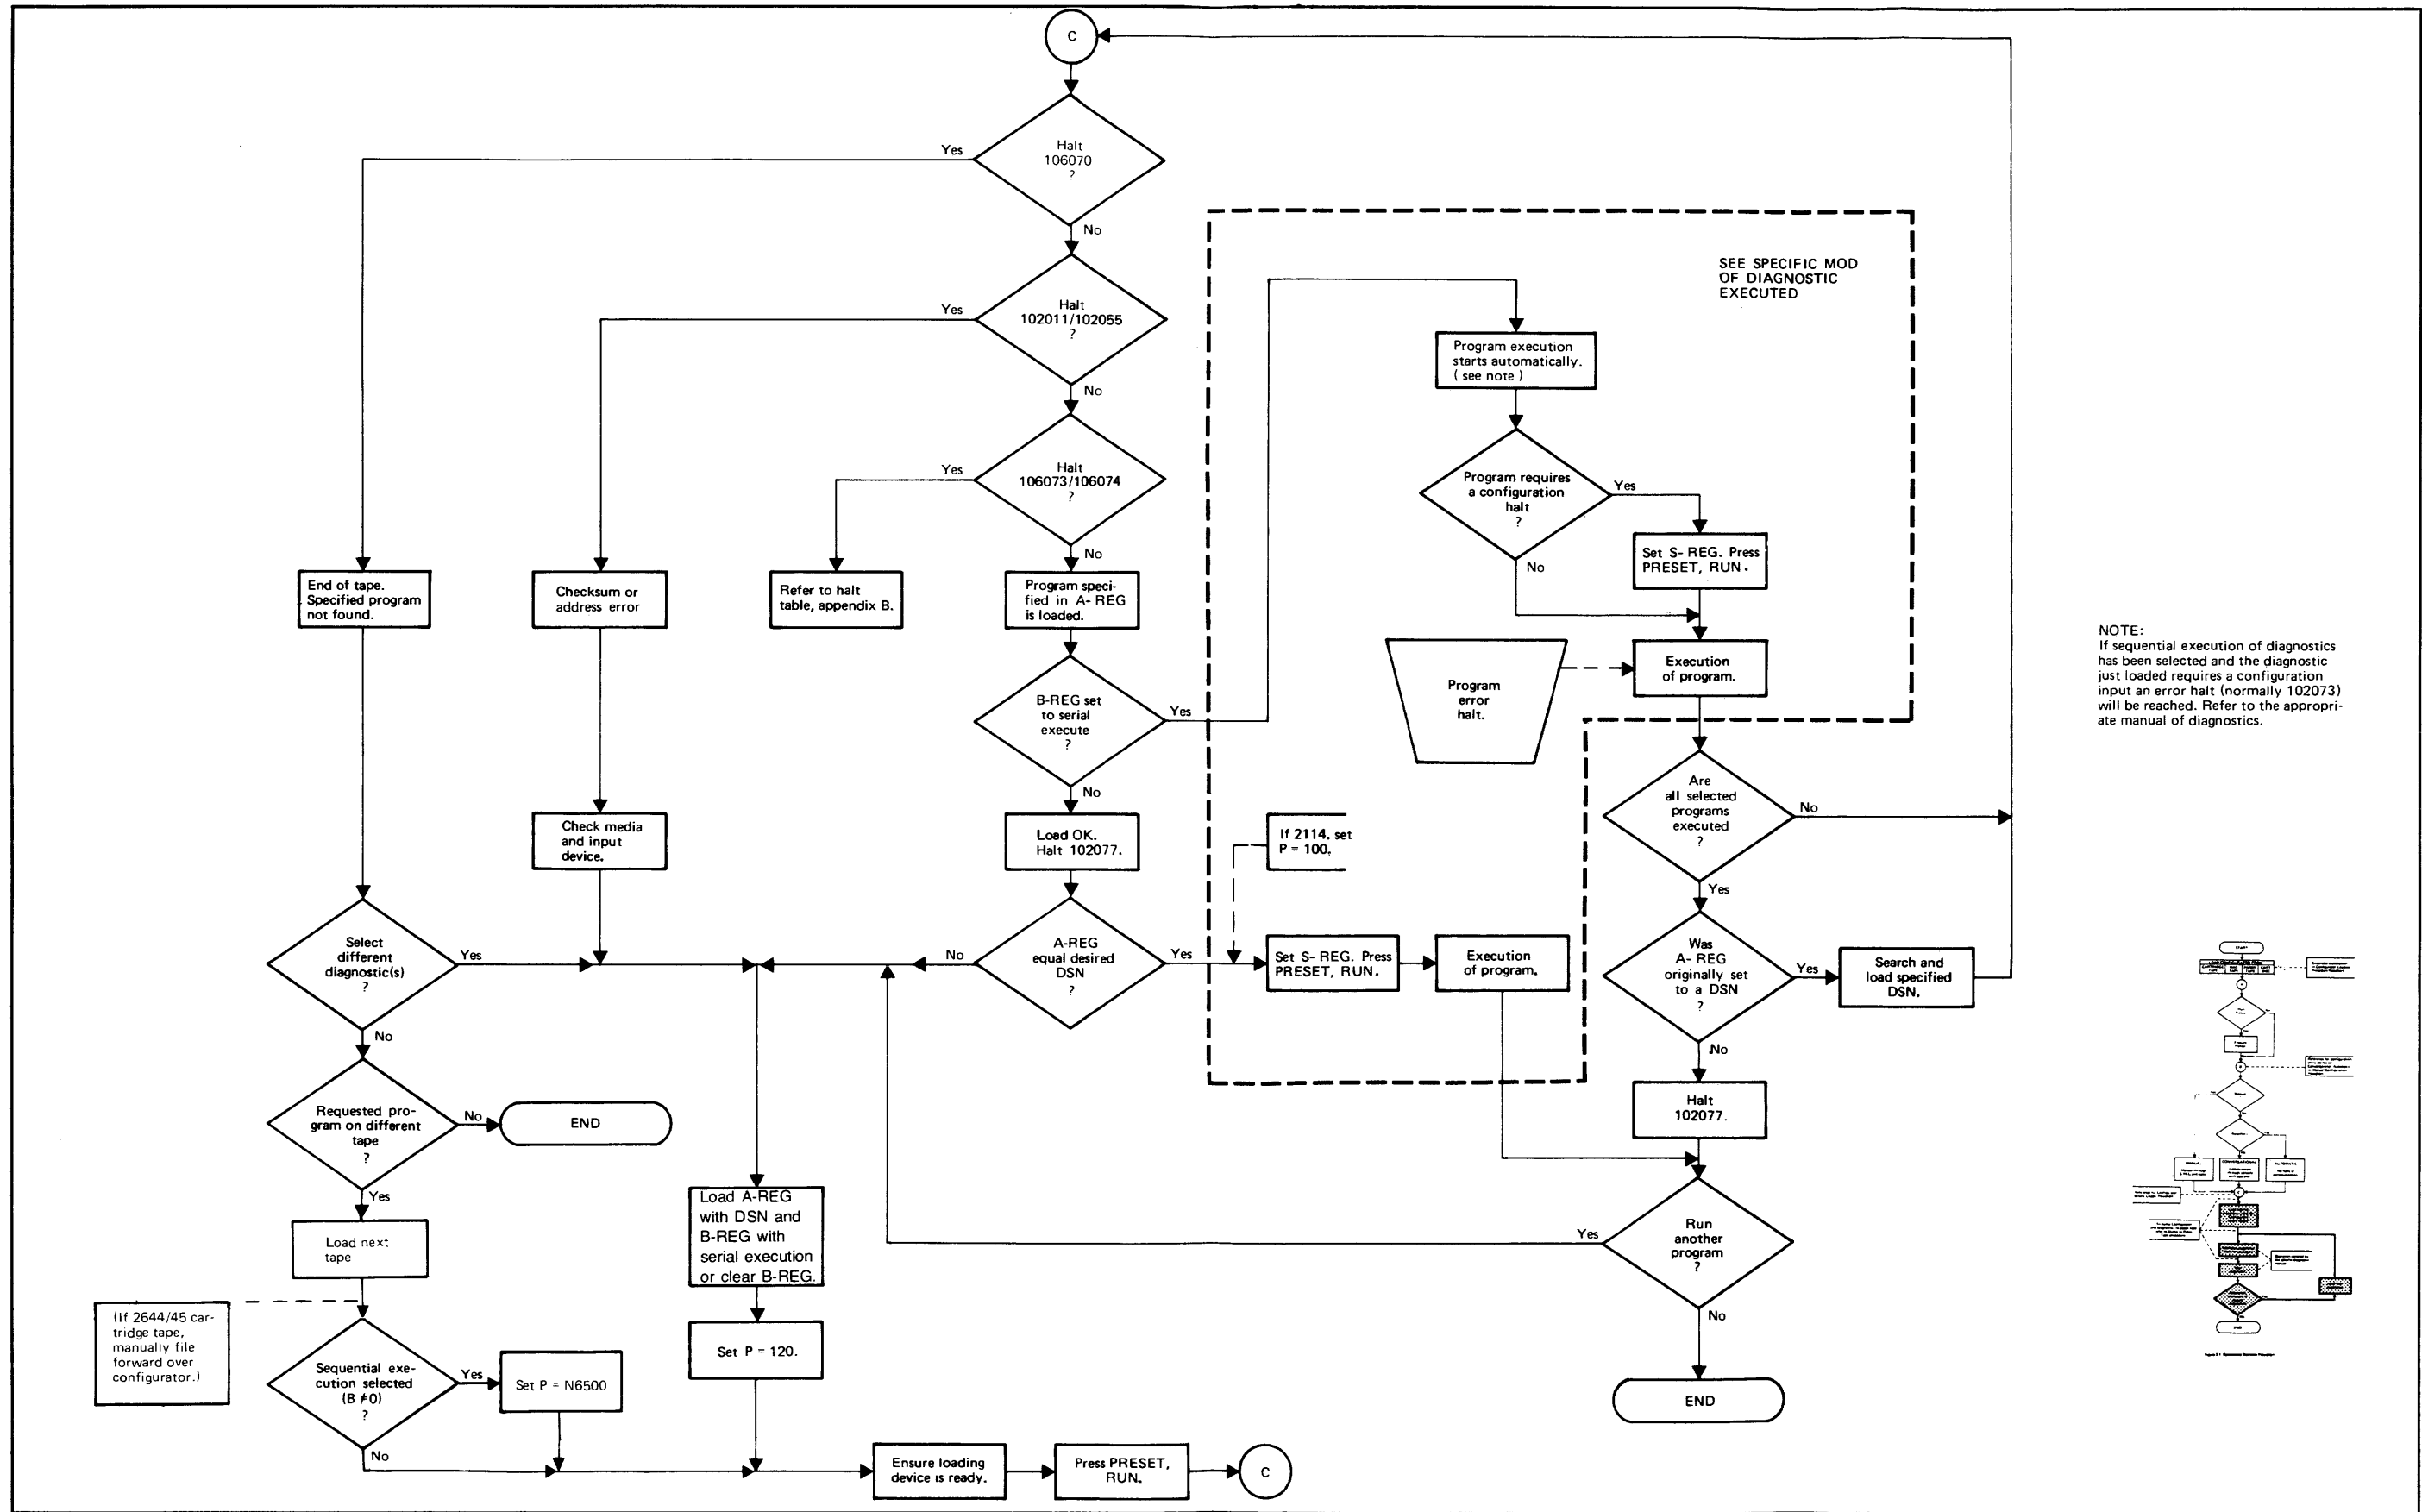 C
Halt
106070
?
Yes
No
Halt
102011/102055
?
Yes
No
Halt
106073/106074
?
Yes
No
End of tape.
Specified program
not found.
Checksum or
address error
Refer to halt
table, appendix B.
Program speci-
fied in A- REG
is loaded.
B-REG set
to serial
execute
?
Yes
No
Check media
and input
device.
Load OK.
Halt 102077.
Select
different
diagnostic(s)
?
Yes
No
A-REG
equal desired
DSN
?
No
Yes
If 2114. set
P = 100.
Set S- REG. Press
PRESET, RUN.
Execution
of program.
SEE SPECIFIC MOD
OF DIAGNOSTIC
EXECUTED
Program execution
starts automatically.
( see note )
Program requires
a configuration
halt
?
Yes
No
Set S- REG. Press
PRESET, RUN.
Program
error
halt.
Execution
of program.
Are
all selected
programs
executed
?
No
Yes
Was
A- REG
originally set
to a DSN
?
Yes
No
Search and
load specified
DSN.
Halt
102077.
Run
another
program
?
Yes
No
END
Requested pro-
gram on different
tape
?
No
END
Yes
Load next
tape
(If 2644/45 car-
tridge tape,
manually file
forward over
configurator.)
Sequential exe-
cution selected
(B ≠0)
?
Yes
No
Set P = N6500
Load A-REG
with DSN and
B-REG with
serial execution
or clear B-REG.
Set P = 120.
Ensure loading
device is ready.
Press PRESET,
RUN.
C
NOTE:
If sequential execution of diagnostics
has been selected and the diagnostic
just loaded requires a configuration
input an error halt (normally 102073)
will be reached. Refer to the appropri-
ate manual of diagnostics.
START
END